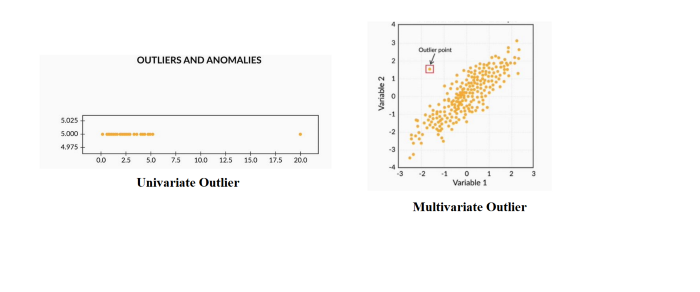 OUTLIERS AND ANOMALIES
5.025
5.000
4.975
0.0 2.5 5.0 7.5 10.0 12.5 15.0 17.5 20.0
Univariate Outlier
4
3
2
1
0
-1
-2
-3
-4
Variable 2
Outlier point
-3 -2 -1 0 1 2 3
Variable 1
Multivariate Outlier